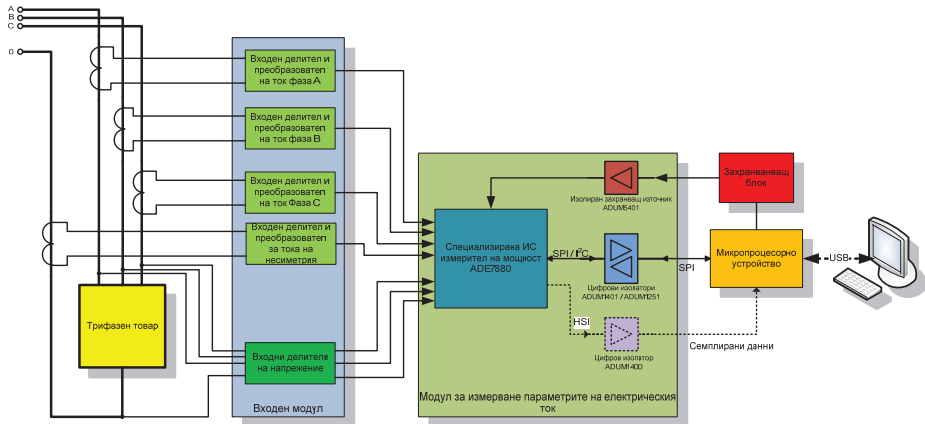 A
B
C
0
Входен делител и
преобразовател
на ток фаза А
Входен делител и
преобразовател
на ток фаза В
Входен делител и
преобразовател
на ток Фаза С
Входен делител и
преобразовател
за тока на
несиметрия
Трифазен товар
Входни делители
на напрежение
Входен модул
Изолиран захранващ източник
ADUM5401
Специализирана ИС
измерител на мощност
ADE7880
SPI / I²C
Цифрови изолатори
ADUM1401 / ADUM1251
SPI
HSI
Цифров изолатор
ADUM1400
Модул за измерване параметрите на електрическия
ток
Захранванващ
блок
Микропроцесорно
устройство
USB
Семплирани данни